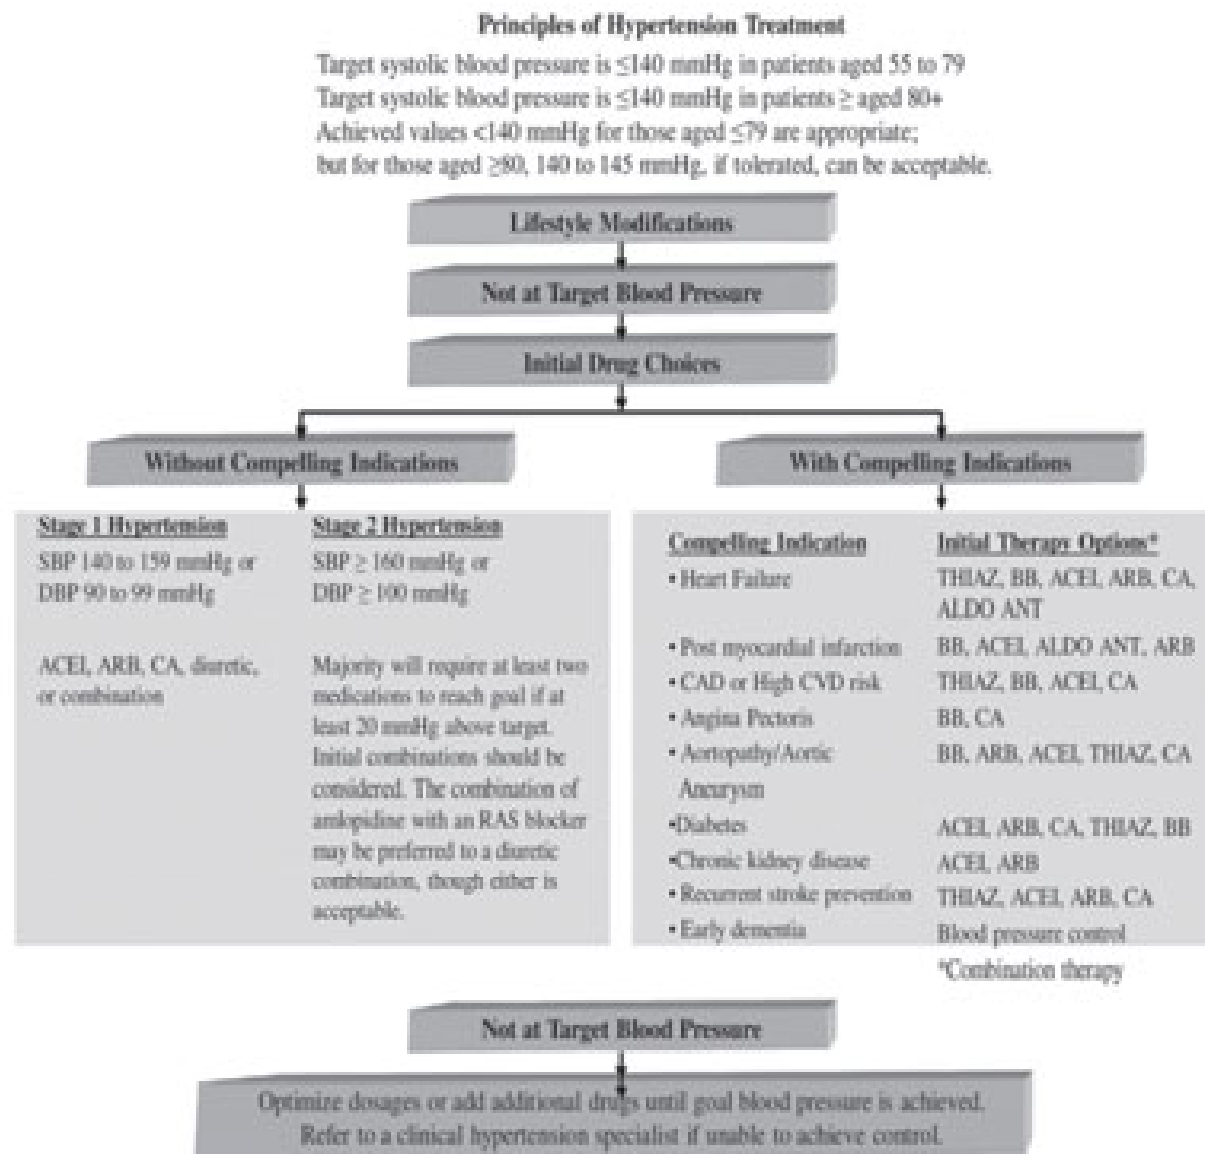 Principles of Hypertension Treatment
Target systolic blood pressure is ≤140 mmHg in patients aged 55 to 79
Target systolic blood pressure is ≤140 mmHg in patients ≥ aged 80+
Achieved values <140 mmHg for those aged ≤79 are appropriate;
but for those aged ≥80, 140 to 145 mmHg, if tolerated, can be acceptable.
Lifestyle Modifications
Not at Target Blood Pressure
Initial Drug Choices
Without Compelling Indications
Stage 1 Hypertension
SBP 140 to 159 mmHg or
DBP 90 to 99 mmHg
ACEI, ARB, CA, diuretic,
or combination
Stage 2 Hypertension
SBP ≥ 160 mmHg or
DBP ≥ 100 mmHg
Majority will require at least two
medications to reach goal if at
least 20 mmHg above target.
Initial combinations should be
considered. The combination of
amlopidine with an RAS blocker
may be preferred to a diuretic
combination, though either is
acceptable.
With Compelling Indications
Compelling Indication Initial Therapy Options*
• Heart Failure THIAZ, BB, ACEI, ARB, CA,
ALDO ANT
• Post myocardial infarction BB, ACEI, ALDO ANT, ARB
• CAD or High CVD risk THIAZ, BB, ACEI, CA
• Angina Pectoris BB, CA
• Aortopathy/Aortic BB, ARB, ACEI, THIAZ, CA
Aneurysm
•Diabetes ACEI, ARB, CA, THIAZ, BB
•Chronic kidney disease ACEI, ARB
• Recurrent stroke prevention THIAZ, ACEI, ARB, CA
• Early dementia Blood pressure control
*Combination therapy
Not at Target Blood Pressure
Optimize dosages or add additional drugs until goal blood pressure is achieved.
Refer to a clinical hypertension specialist if unable to achieve control.